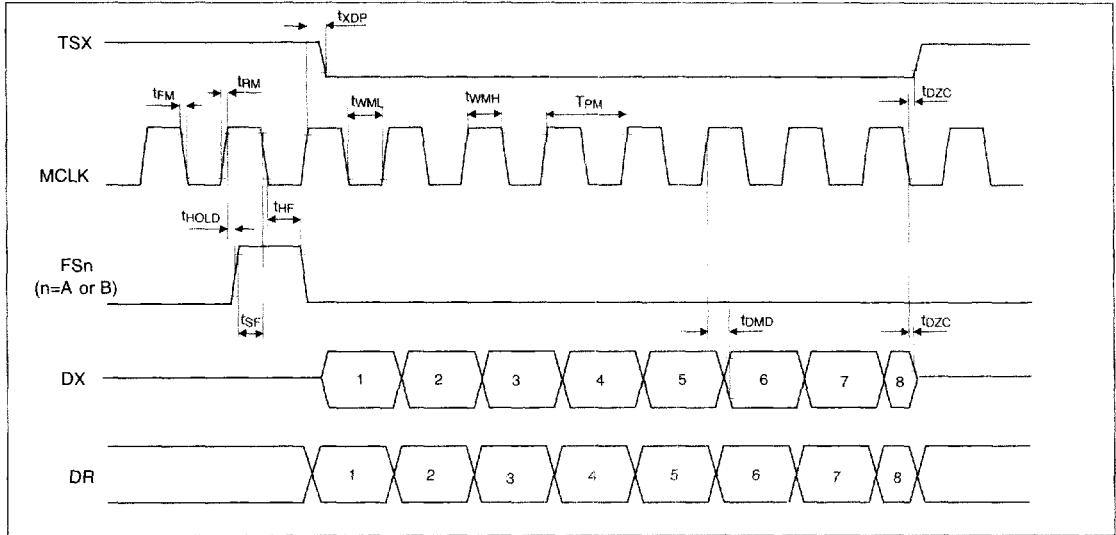 tXDP
TSX
tFM
tRM
tWML
tWMH
TPM
tDZC
MCLK
tHOLD
tHF
FSn
(n=A or B)
tSF
tDMD
tDZC
DX
1 2 3 4 5 6 7 8
DR
1 2 3 4 5 6 7 8